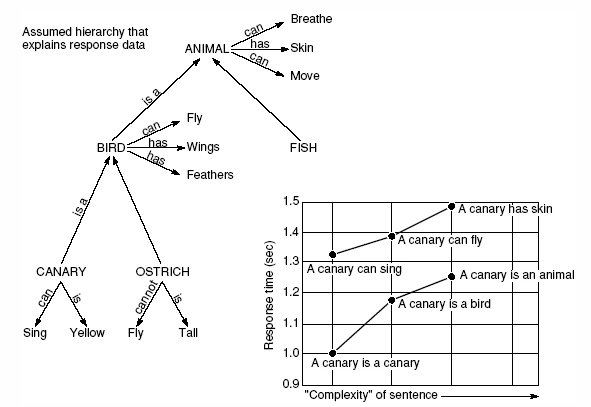 Assumed hierarchy that
explains response data
ANIMAL
can
Breathe
has
Skin
can
Move
is a
BIRD
can
Fly
has
Wings
has
Feathers
FISH
is a
CANARY
OSTRICH
can
is
cannot
is
Sing
Yellow
Fly
Tall
Response time (sec)
1.5
1.4
1.3
1.2
1.1
1.0
0.9
A canary has skin
A canary can fly
A canary can sing
A canary is an animal
A canary is a bird
A canary is a canary
"Complexity" of sentence